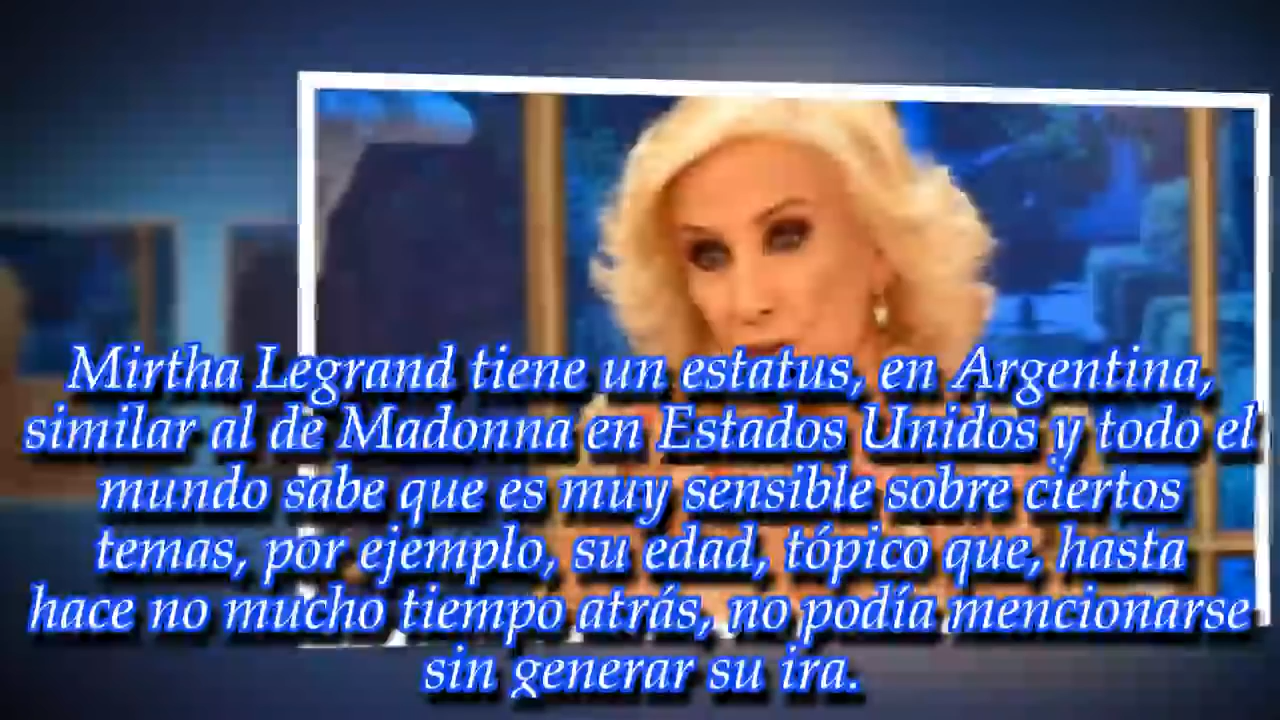 Mirtha Legrand tiene un estatus, en Argentina,
similar al de Madonna en Estados Unidos y todo el
mundo sabe que es muy sensible sobre ciertos
temas, por ejemplo, su edad, tópico que, hasta
hace no mucho tiempo atrás, no podía mencionarse
sin generar su ira.